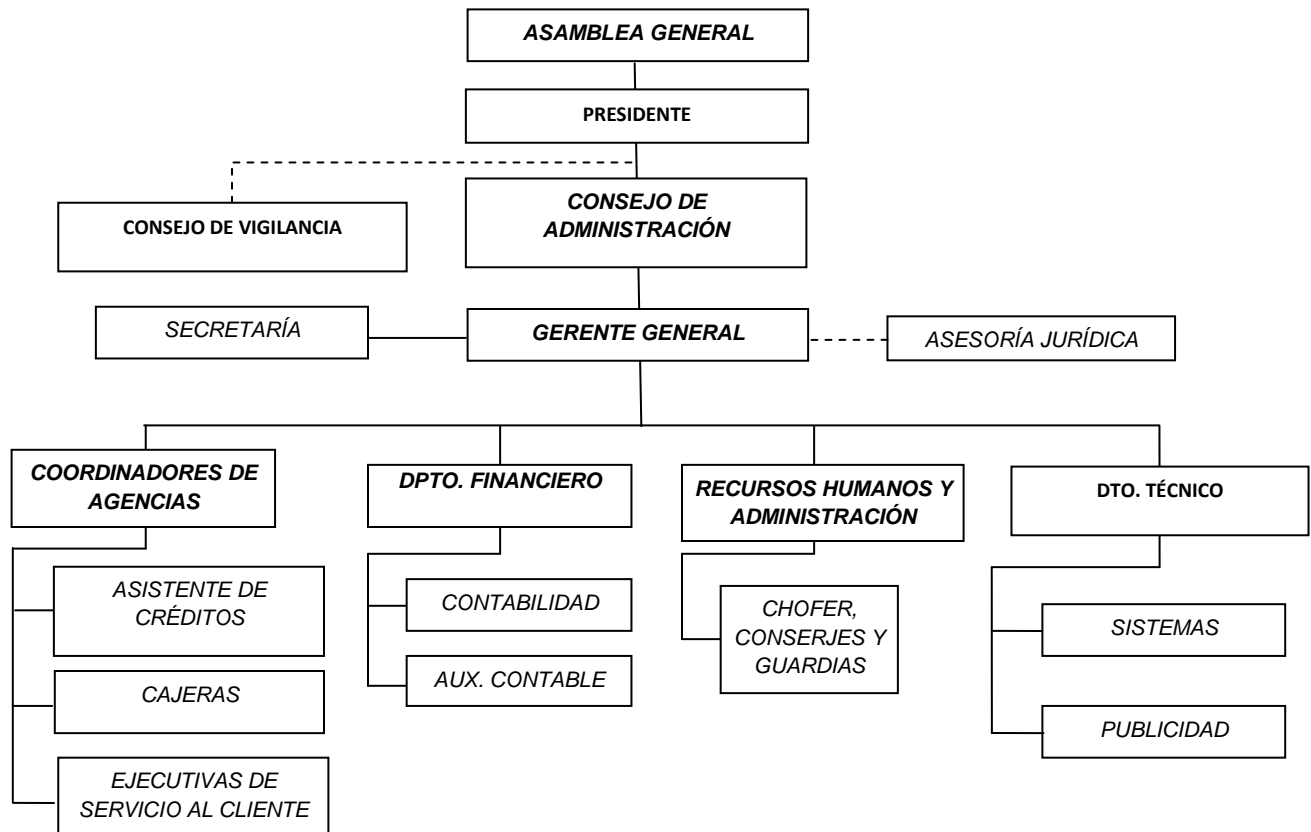 ASAMBLEA GENERAL
PRESIDENTE
CONSEJO DE
ADMINISTRACIÓN
CONSEJO DE VIGILANCIA
SECRETARÍA
GERENTE GENERAL
ASESORÍA JURÍDICA
COORDINADORES DE
AGENCIAS
DPTO. FINANCIERO
RECURSOS HUMANOS Y
ADMINISTRACIÓN
DTO. TÉCNICO
ASISTENTE DE
CRÉDITOS
CAJERAS
EJECUTIVAS DE
SERVICIO AL CLIENTE
CONTABILIDAD
AUX. CONTABLE
CHOFER,
CONSERJES Y
GUARDIAS
SISTEMAS
PUBLICIDAD